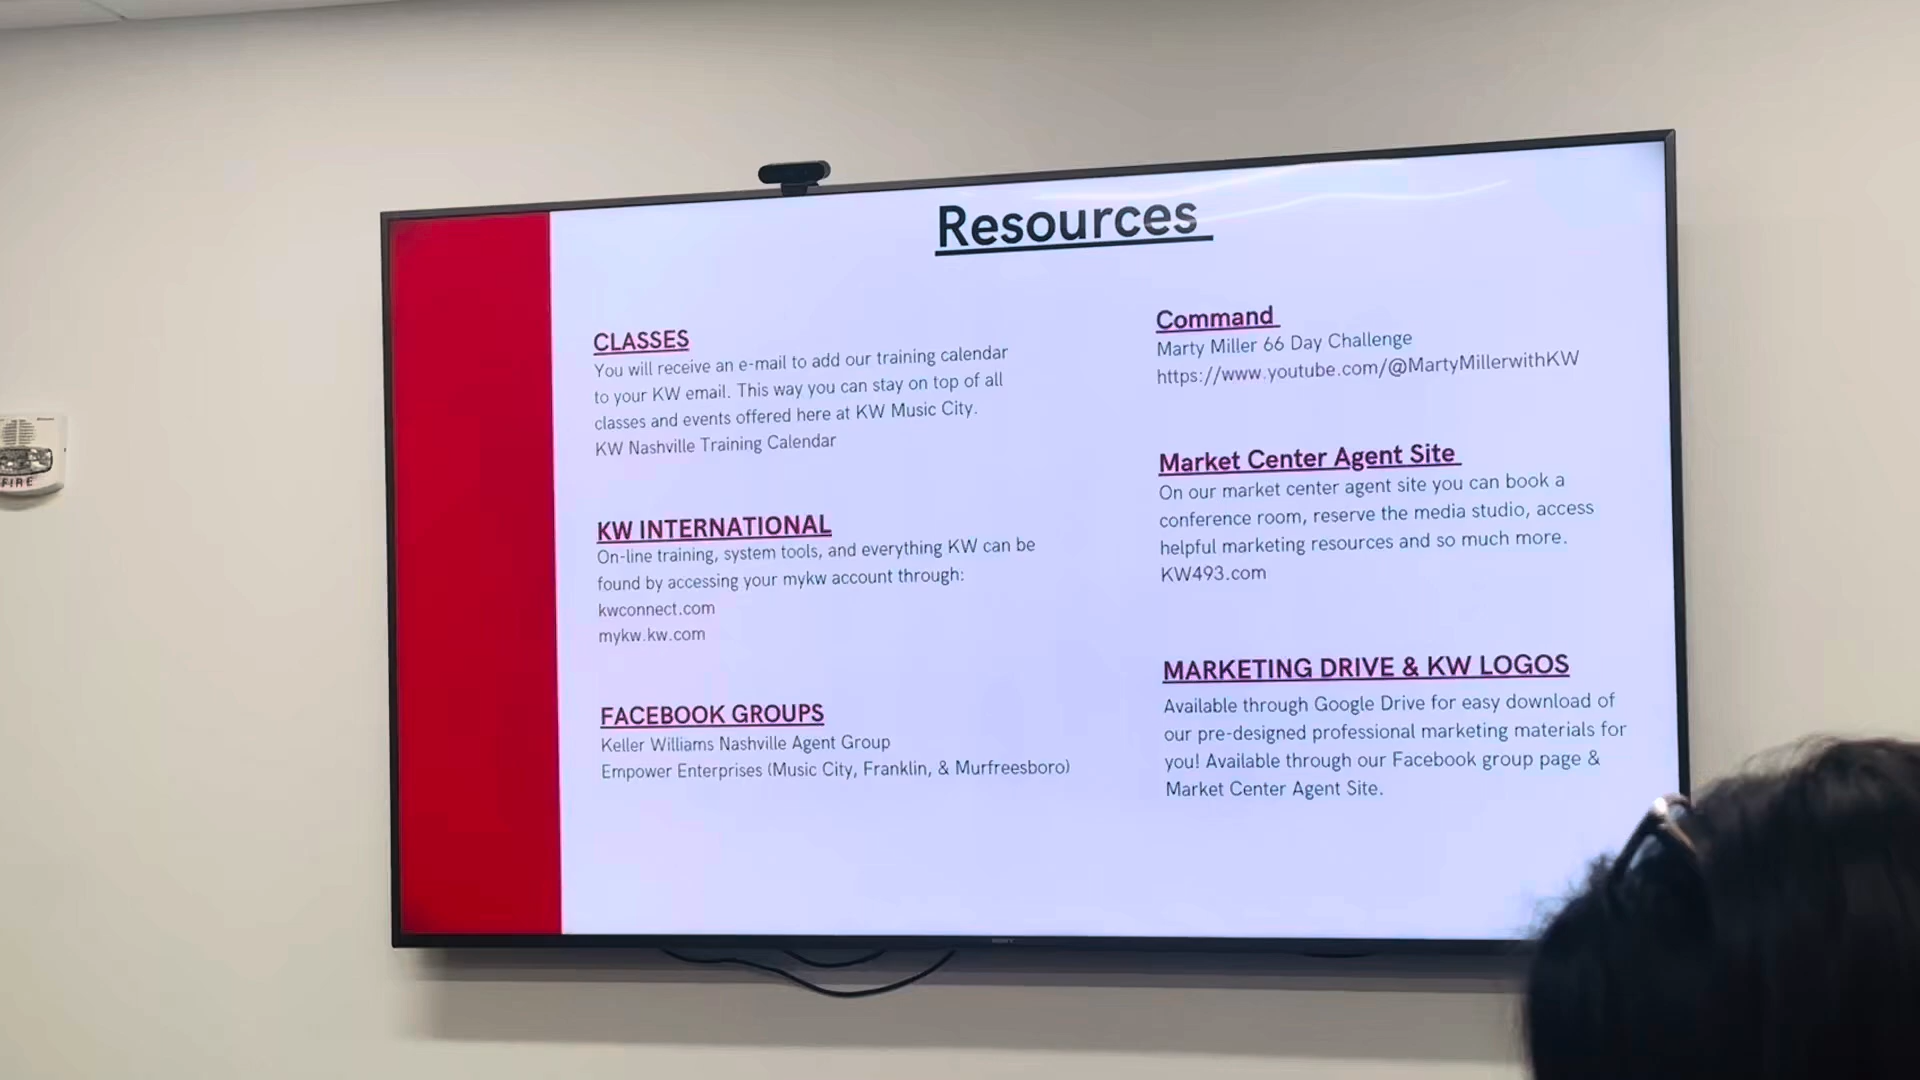 Resources
CLASSES
You will receive an e-mail to add our training calendar
to your KW email. This way you can stay on top of all
classes and events offered here at KW Music City.
KW Nashville Training Calendar
KW INTERNATIONAL
On-line training, system tools, and everything KW can be
found by accessing your mykw account through:
kwconnect.com
mykw.kw.com
FACEBOOK GROUPS
Keller Williams Nashville Agent Group
Empower Enterprises (Music City, Franklin, & Murfreesboro)
Command
Marty Miller 66 Day Challenge
https://www.youtube.com/@MartyMillerwithKW
Market Center Agent Site
On our market center agent site you can book a
conference room, reserve the media studio, access
helpful marketing resources and so much more.
KW493.com
MARKETING DRIVE & KW LOGOS
Available through Google Drive for easy download of
our pre-designed professional marketing materials for
you! Available through our Facebook group page &
Market Center Agent Site.
FIRE
SONY